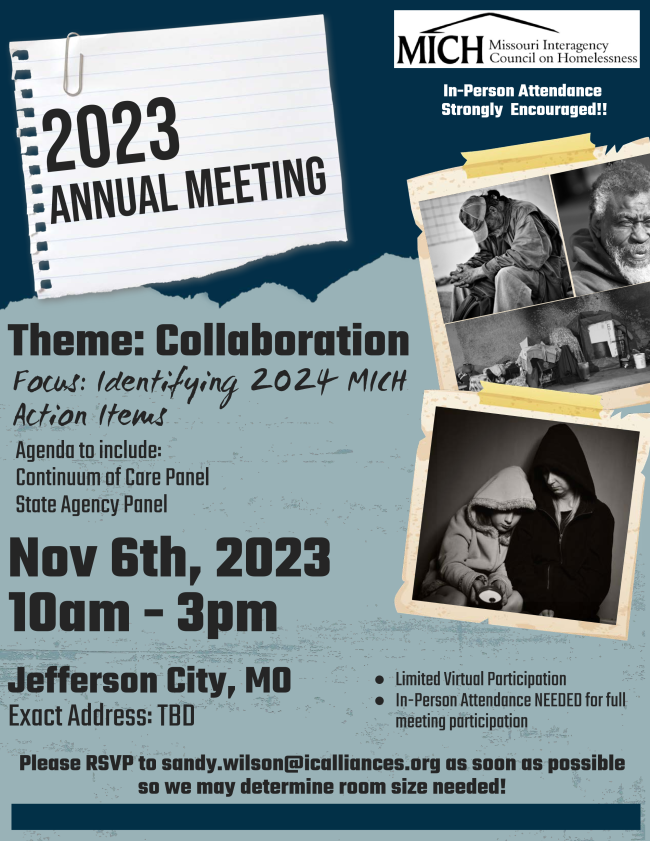 MICH Missouri Interagency
Council on Homelessness
In-Person Attendance
Strongly Encouraged!!
2023
ANNUAL MEETING
Theme: Collaboration
Focus: Identifying 2024 MICH
Action Items
Agenda to include:
Continuum of Care Panel
State Agency Panel
Nov 6th, 2023
10am - 3pm
Jefferson City, MO
Exact Address: TBD
● Limited Virtual Participation
● In-Person Attendance NEEDED for full
meeting participation
Please RSVP to sandy.wilson@icalliances.org as soon as possible
so we may determine room size needed!